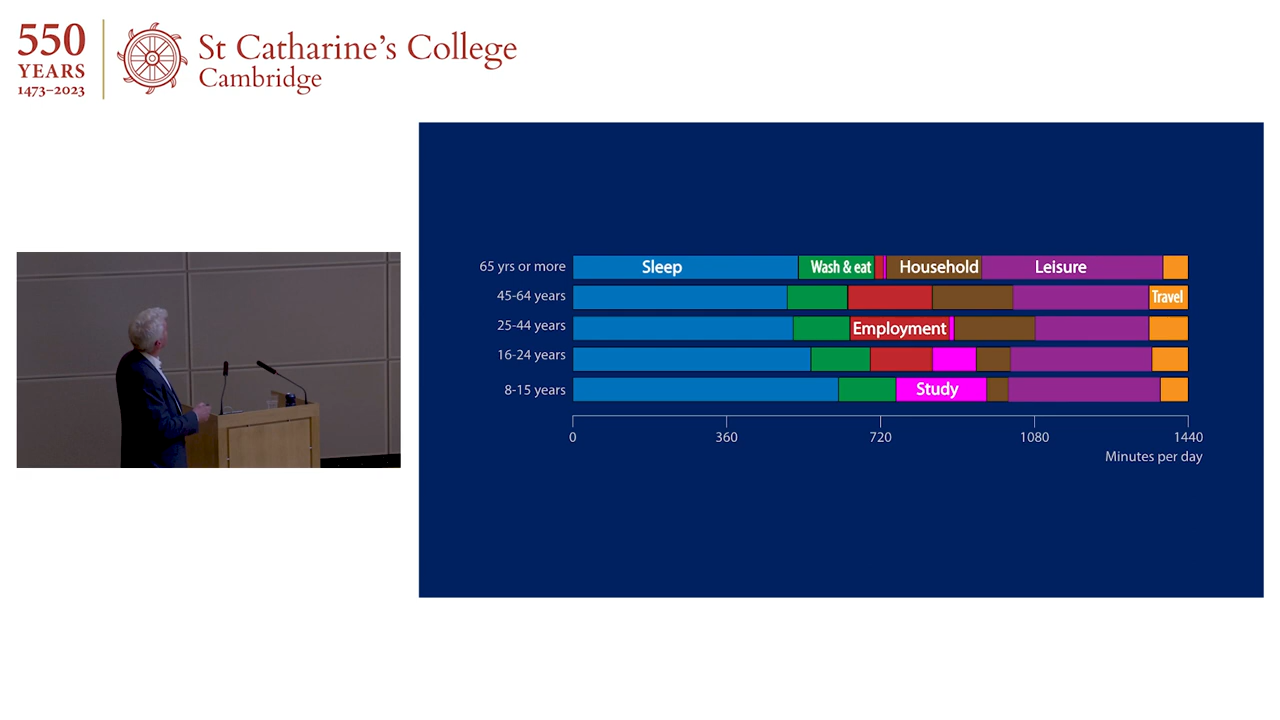 550
YEARS
1473–2023
St Catharine's College
Cambridge
65 yrs or more
Sleep
Wash & eat
Household
Leisure
45-64 years
Travel
25-44 years
Employment
16-24 years
8-15 years
Study
0 360 720 1080 1440
Minutes per day